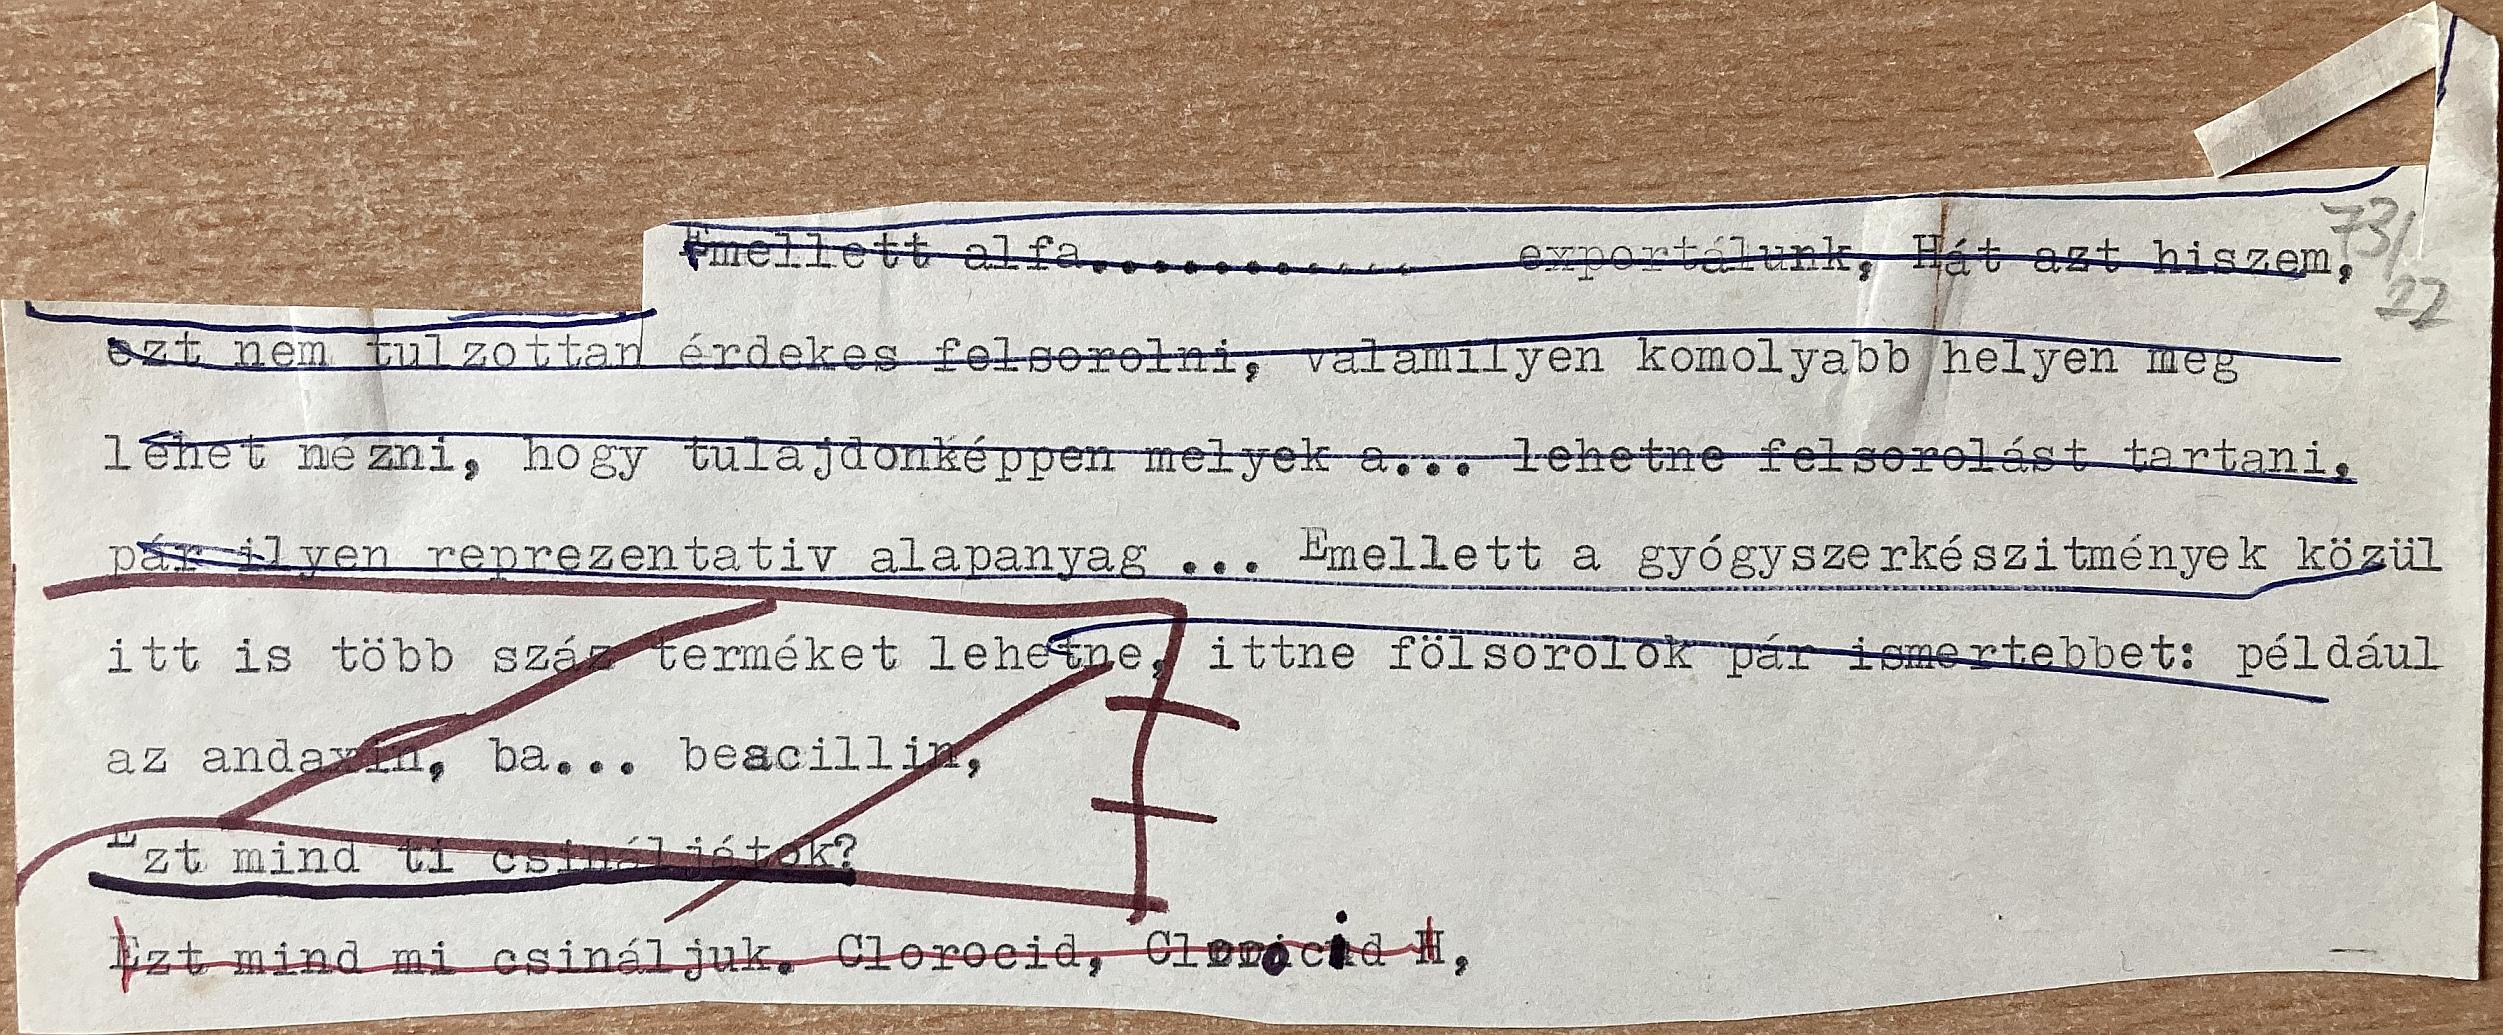 Emellett alfa............ exportálunk, Hát azt hiszem,
73/22
ezt nem tulzottan érdekes felsorolni, valamilyen komolyabb helyen meg
lehet nézni, hogy tulajdonképpen melyek a... lehetne felsorolást tartani,
pár ilyen reprezentativ alapanyag ... Emellett a gyógyszerkészitmények közül
itt is több száz terméket lehetne, ittne fölsorolok pár ismertebbet: például
az andaxin, ba... beacillin,
Ezt mind ti csináljátok?
Ezt mind mi csináljuk. Clorocid, Clorocid H,